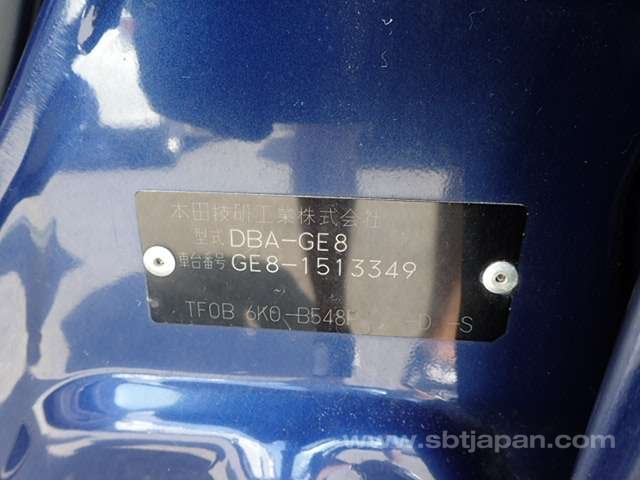 本田技研工業株式会社
型式 DBA-GE8
車台番号 GE8-1513349
TF0B 6K0-B548P -D -S
www.sbtjapan.com